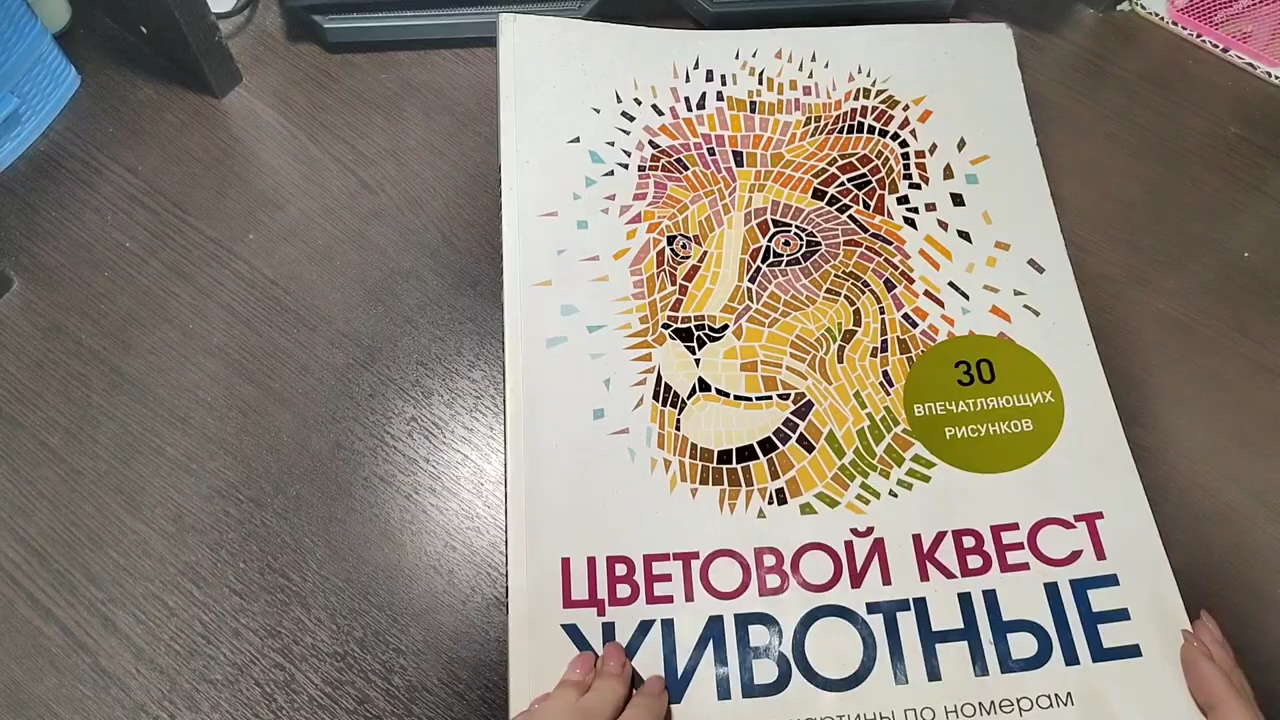 30
ВПЕЧАТЛЯЮЩИХ
РИСУНКОВ
ЦВЕТОВОЙ КВЕСТ
ЖИВОТНЫЕ
картины по номерам